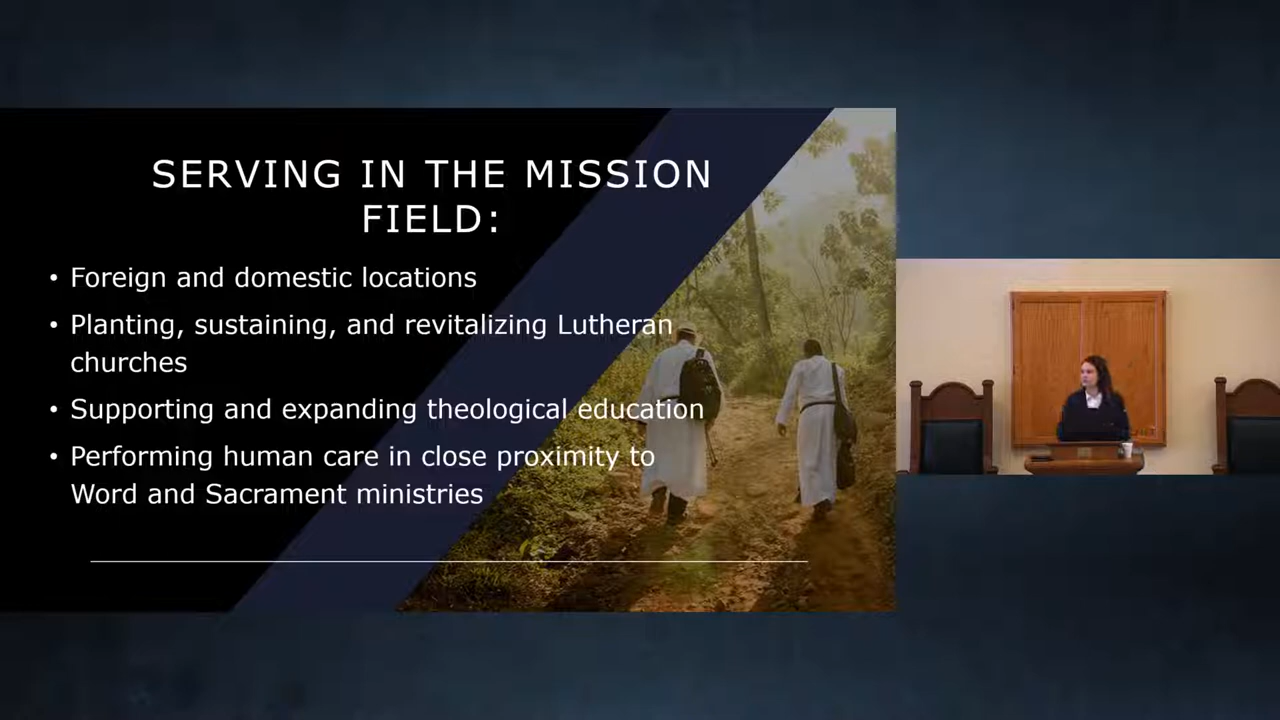 SERVING IN THE MISSION
FIELD:
• Foreign and domestic locations
• Planting, sustaining, and revitalizing Lutheran
churches
• Supporting and expanding theological education
• Performing human care in close proximity to
Word and Sacrament ministries